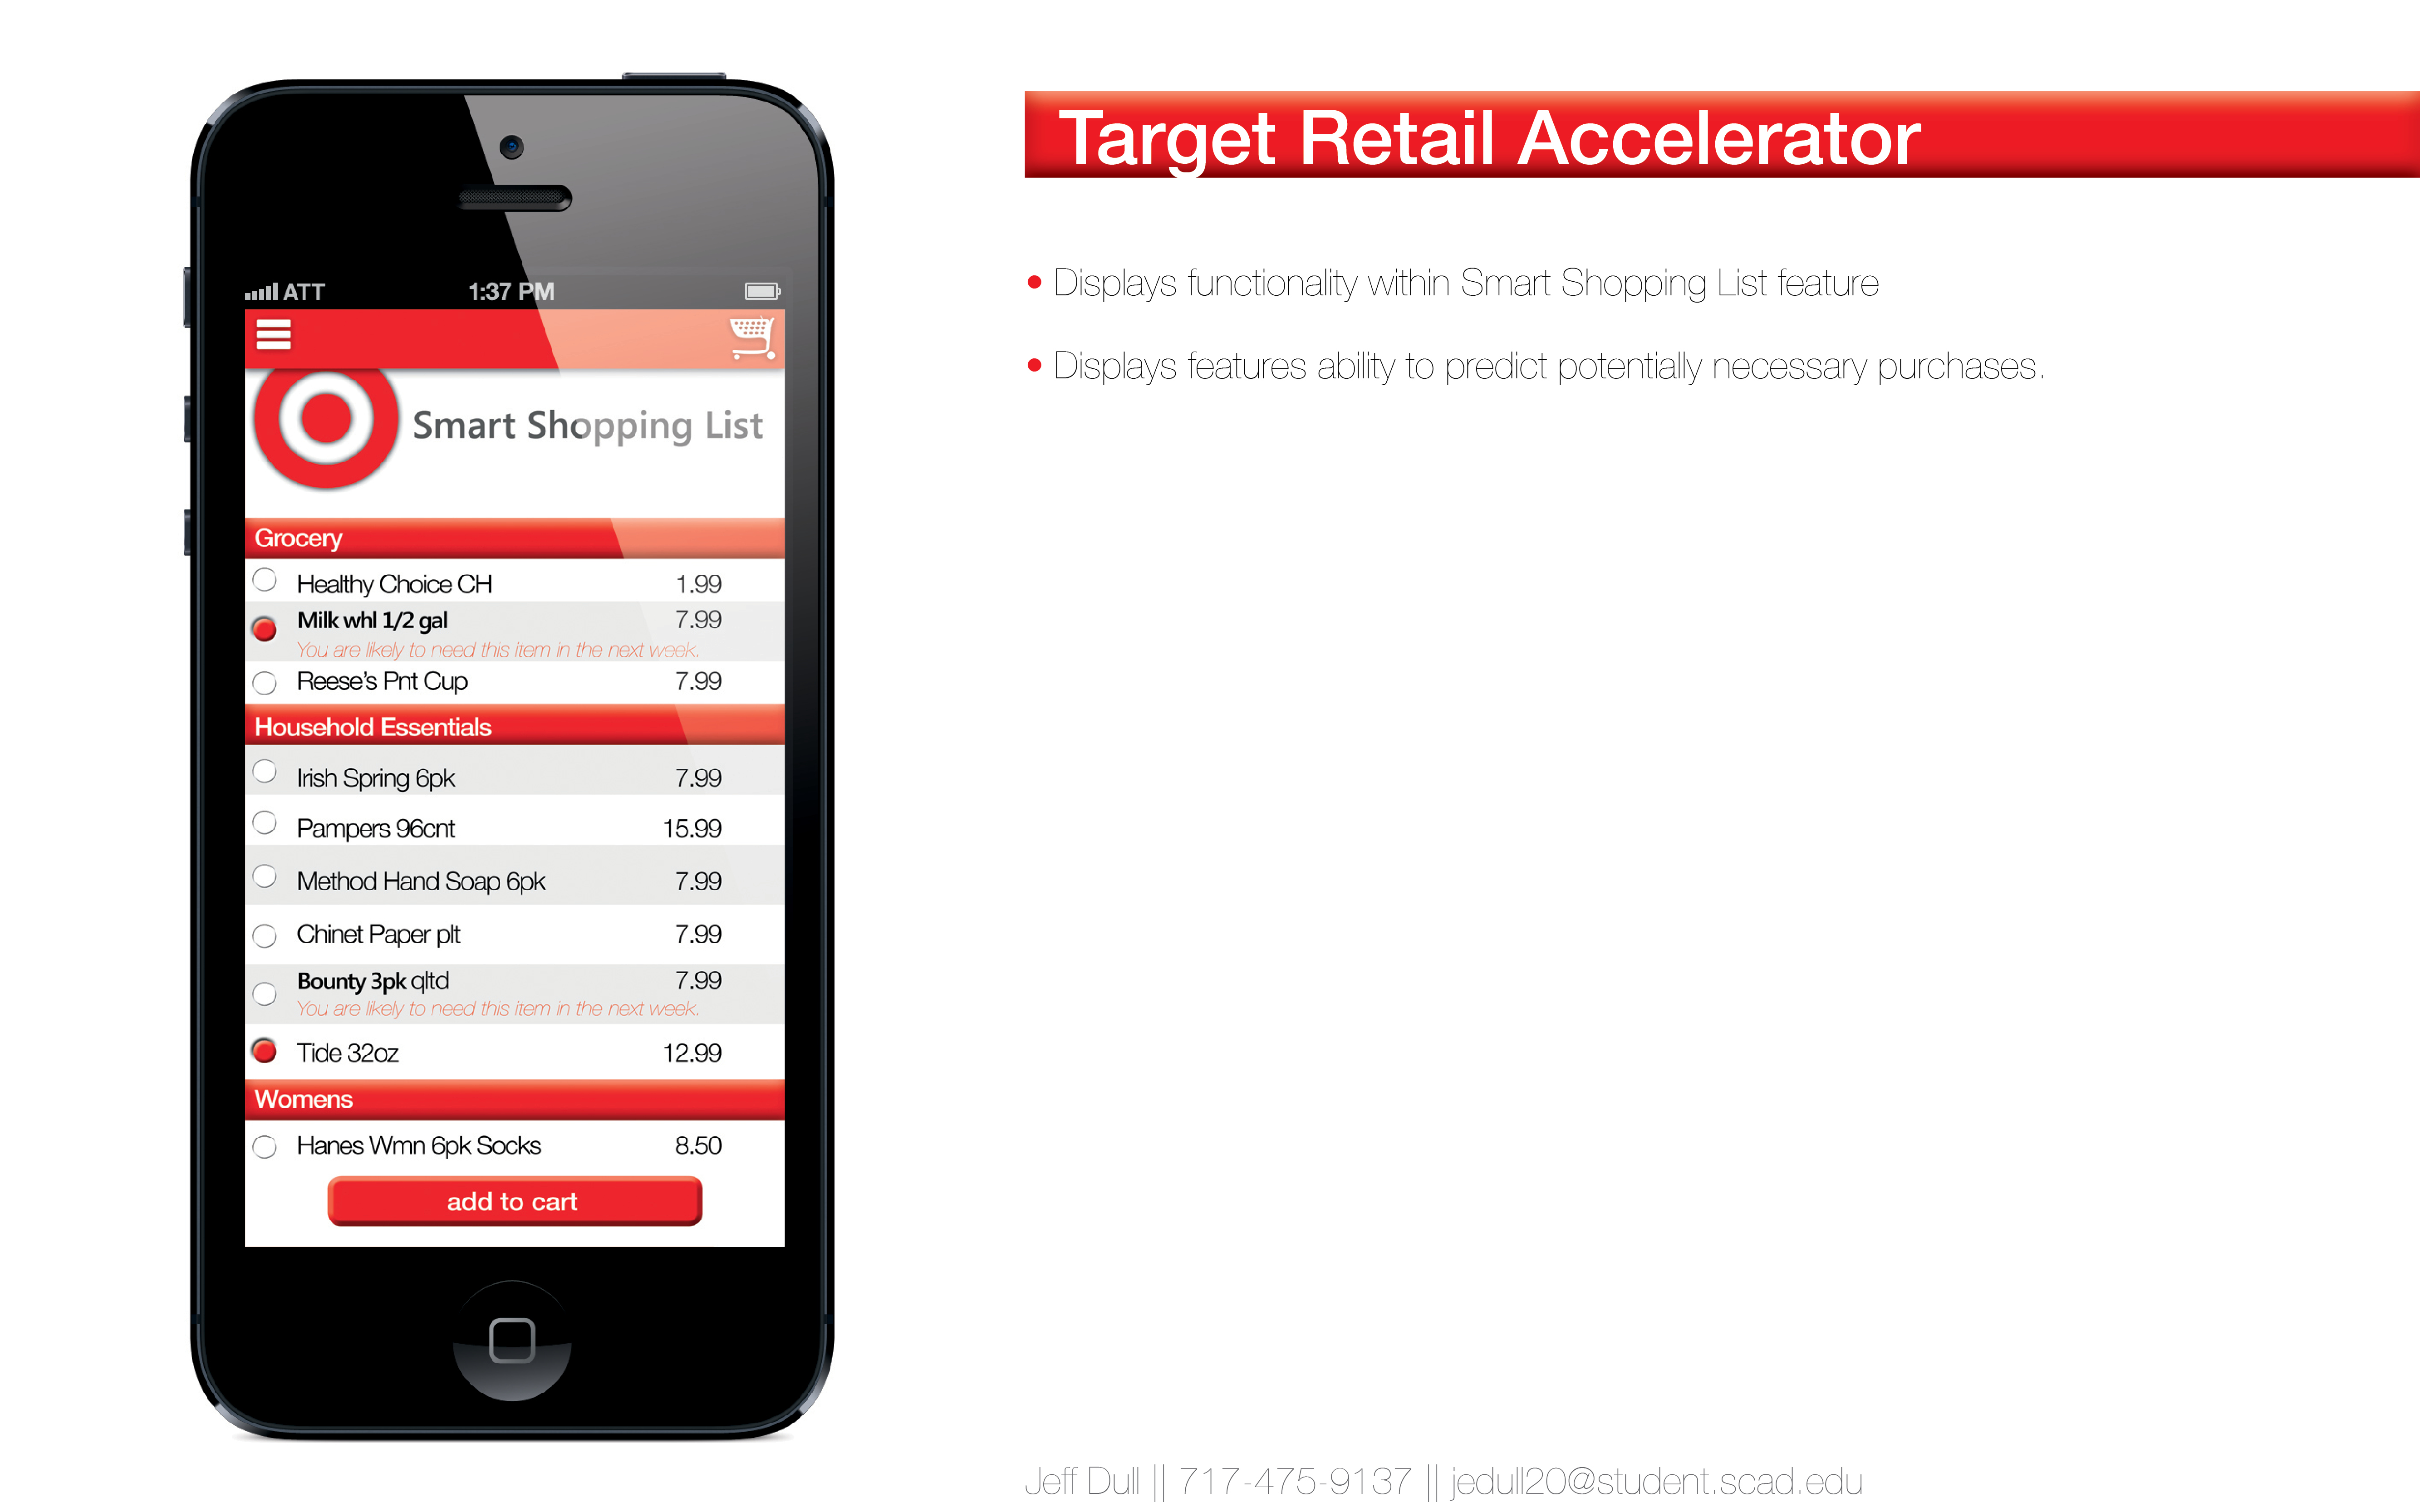 ATT 1:37 PM
Smart Shopping List
Grocery
Healthy Choice CH 1.99
Milk whl 1/2 gal 7.99
You are likely to need this item in the next week.
Reese's Pnt Cup 7.99
Household Essentials
Irish Spring 6pk 7.99
Pampers 96cnt 15.99
Method Hand Soap 6pk 7.99
Chinet Paper plt 7.99
Bounty 3pk qltd 7.99
You are likely to need this item in the next week.
Tide 32oz 12.99
Womens
Hanes Wmn 6pk Socks 8.50
add to cart
Target Retail Accelerator
• Displays functionality within Smart Shopping List feature
• Displays features ability to predict potentially necessary purchases.
Jeff Dull || 717-475-9137 || jedull20@student.scad.edu